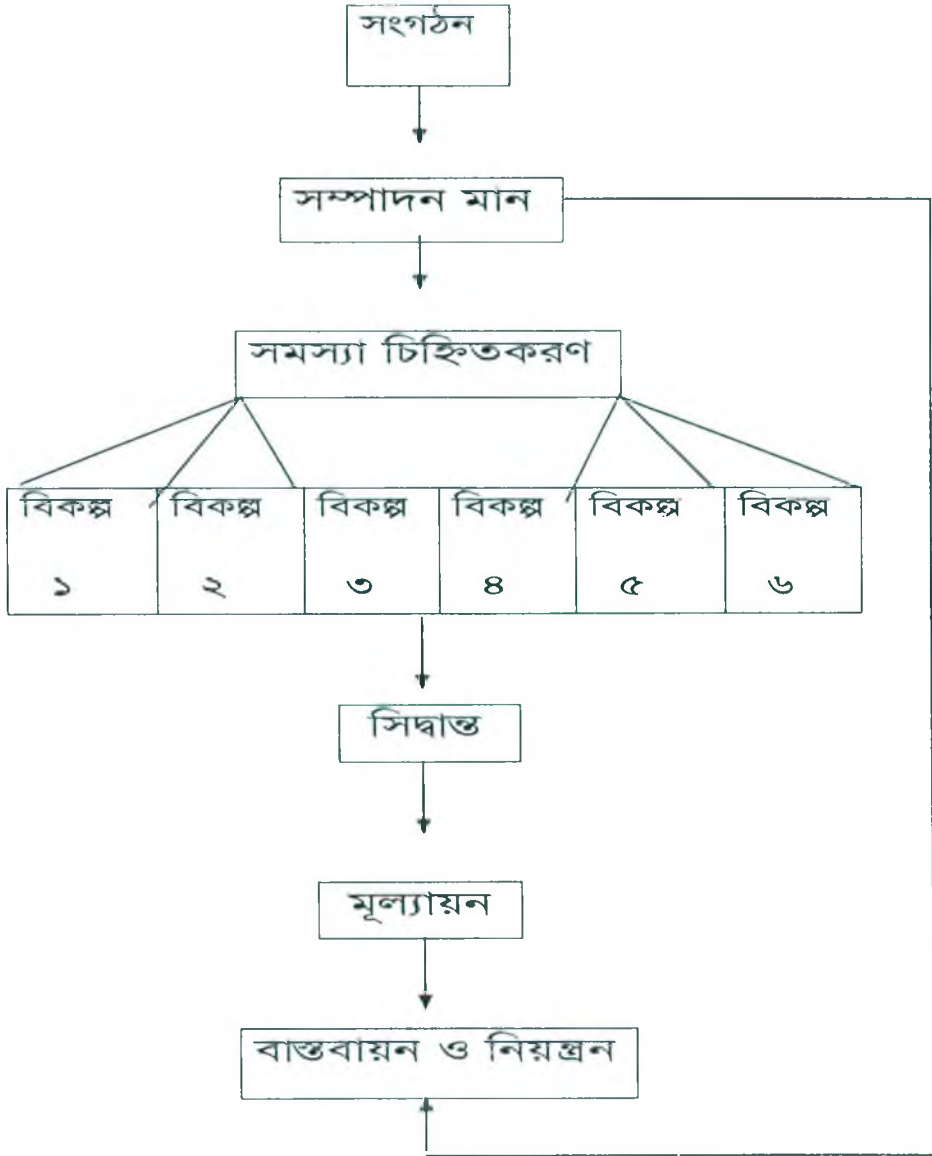 সংগঠন
সম্পাদন মান
সমস্যা চিহ্নিতকরণ
বিকল্প বিকল্প বিকল্প বিকল্প বিকল্প বিকল্প
১ ২ ৩ ৪ ৫ ৬
সিদ্বান্ত
মূল্যায়ন
বাস্তবায়ন ও নিয়ন্ত্রন